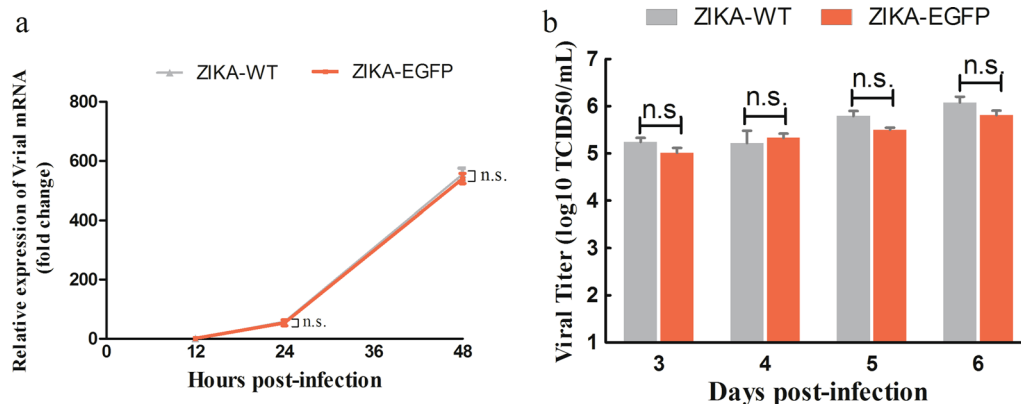 a
ZIKA-WT ZIKA-EGFP
Relative expression of Vrial mRNA
(fold change)
800
600
400
200
0
n.s.
n.s.
0 12 24 36 48
Hours post-infection
b
ZIKA-WT ZIKA-EGFP
Viral Titer (log10 TCID50/mL)
7
6
5
4
3
2
1
n.s.
n.s.
n.s.
n.s.
3 4 5 6
Days post-infection